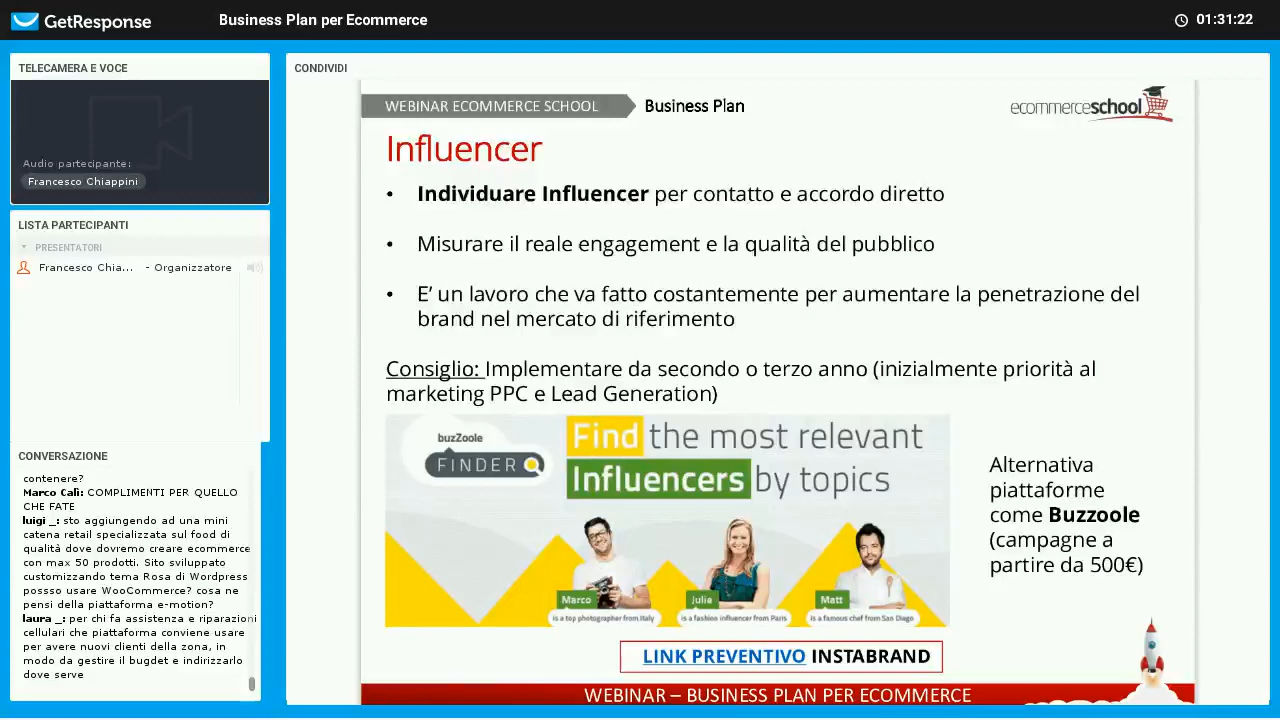 GetResponse
Business Plan per Ecommerce
01:31:22
TELECAMERA E VOCE
Audio partecipante:
Francesco Chiappini
LISTA PARTECIPANTI
PRESENTATORI
Francesco Chia... - Organizzatore
CONVERSAZIONE
contenere?
Marco Calì: COMPLIMENTI PER QUELLO
CHE FATE
luigi _: sto aggiungendo ad una mini
catena retail specializzata sul food di
qualità dove dovremo creare ecommerce
con max 50 prodotti. Sito sviluppato
customizzando tema Rosa di Wordpress
possso usare WooCommerce? cosa ne
pensi della piattaforma e-motion?
laura _: per chi fa assistenza e riparazioni
cellulari che piattaforma conviene usare
per avere nuovi clienti della zona, in
modo da gestire il bugdet e indirizzarlo
dove serve
CONDIVIDI
WEBINAR ECOMMERCE SCHOOL
Business Plan
ecommerceschool
Influencer
• Individuare Influencer per contatto e accordo diretto
• Misurare il reale engagement e la qualità del pubblico
• E’ un lavoro che va fatto costantemente per aumentare la penetrazione del
brand nel mercato di riferimento
Consiglio: Implementare da secondo o terzo anno (inizialmente priorità al
marketing PPC e Lead Generation)
buzZoole
FINDER
Find the most relevant
Influencers by topics
Marco
is a top photographer from Italy
Julia
is a fashion influencer from Paris
Matt
is a famous chef from San Diego
Alternativa
piattaforme
come Buzzoole
(campagne a
partire da 500€)
LINK PREVENTIVO INSTABRAND
WEBINAR – BUSINESS PLAN PER ECOMMERCE